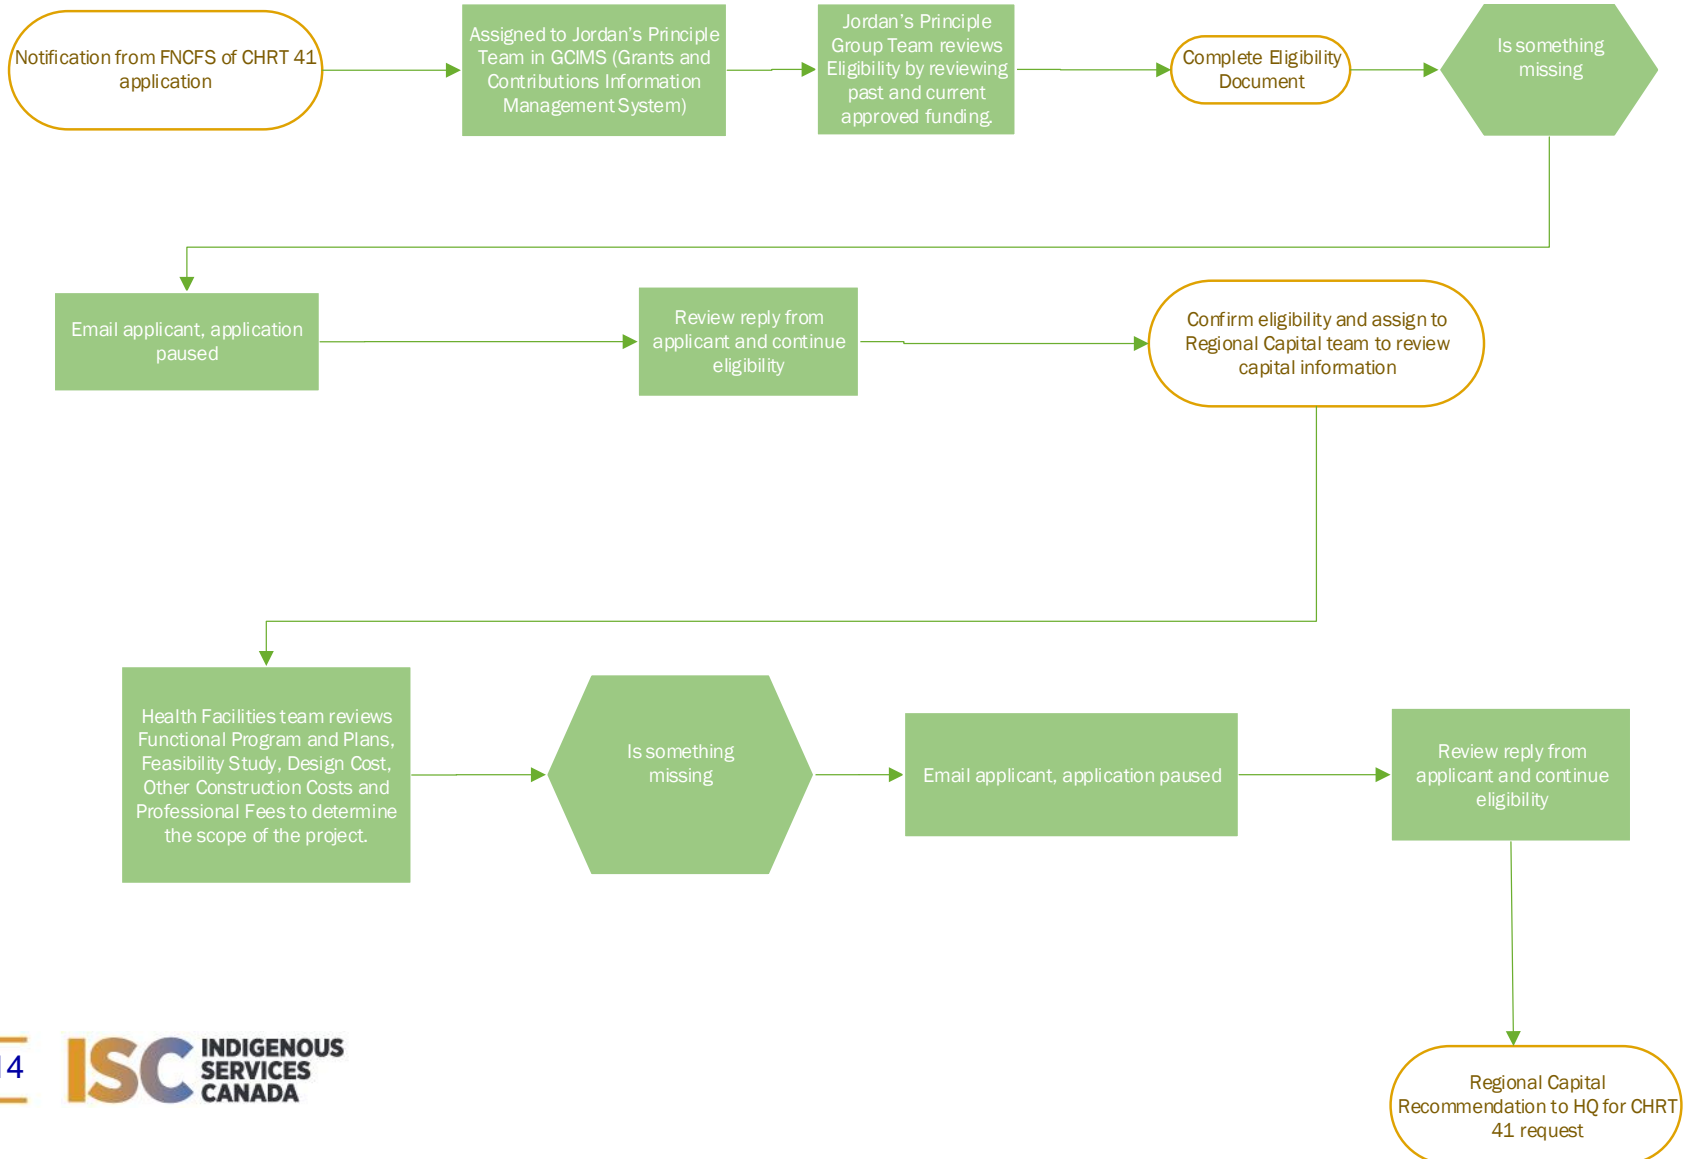 Notification from FNCFS of CHRT 41
application
Assigned to Jordan's Principle
Team in GCIMS (Grants and
Contributions Information
Management System)
Jordan's Principle
Group Team reviews
Eligibility by reviewing
past and current
approved funding.
Complete Eligibility
Document
Is something
missing
Email applicant, application
paused
Review reply from
applicant and continue
eligibility
Confirm eligibility and assign to
Regional Capital team to review
capital information
Health Facilities team reviews
Functional Program and Plans,
Feasibility Study, Design Cost,
Other Construction Costs and
Professional Fees to determine
the scope of the project.
Is something
missing
Email applicant, application paused
Review reply from
applicant and continue
eligibility
Regional Capital
Recommendation to HQ for CHRT
41 request
14
ISC
INDIGENOUS
SERVICES
CANADA